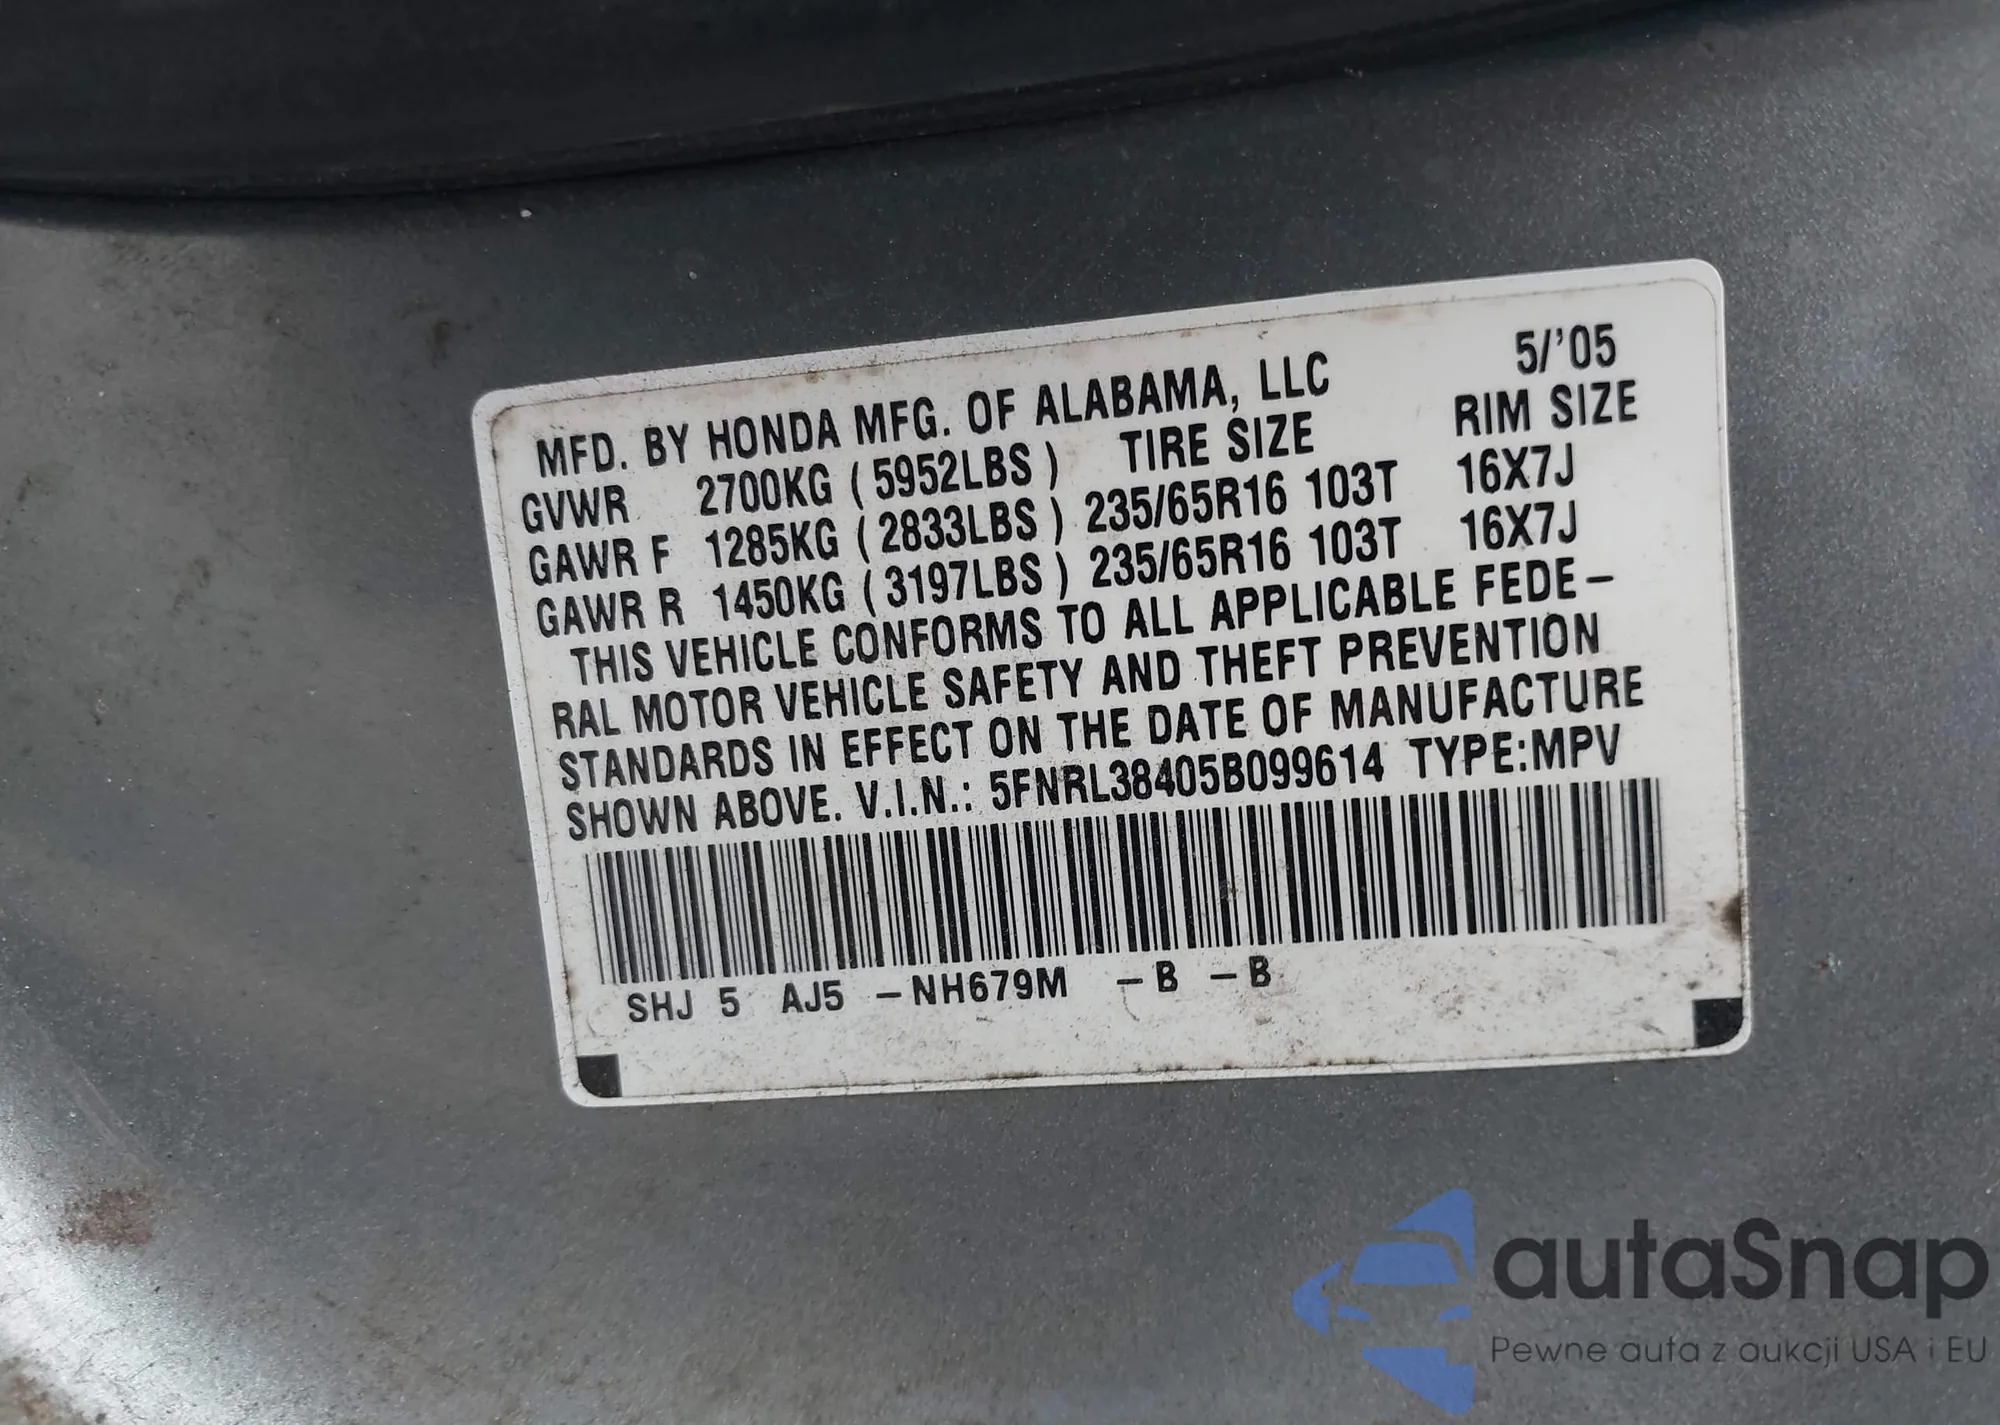 MFD. BY HONDA MFG. OF ALABAMA, LLC 5/'05
GVWR 2700KG (5952LBS) TIRE SIZE RIM SIZE
GAWR F 1285KG (2833LBS) 235/65R16 103T 16X7J
GAWR R 1450KG (3197LBS) 235/65R16 103T 16X7J
THIS VEHICLE CONFORMS TO ALL APPLICABLE FEDE-
RAL MOTOR VEHICLE SAFETY AND THEFT PREVENTION
STANDARDS IN EFFECT ON THE DATE OF MANUFACTURE
SHOWN ABOVE. V.I.N.: 5FNRL38405B099614 TYPE:MPV
SHJ 5 AJ5 -NH679M -B -B
autaSnap
Pewne auta z aukcji USA i EU